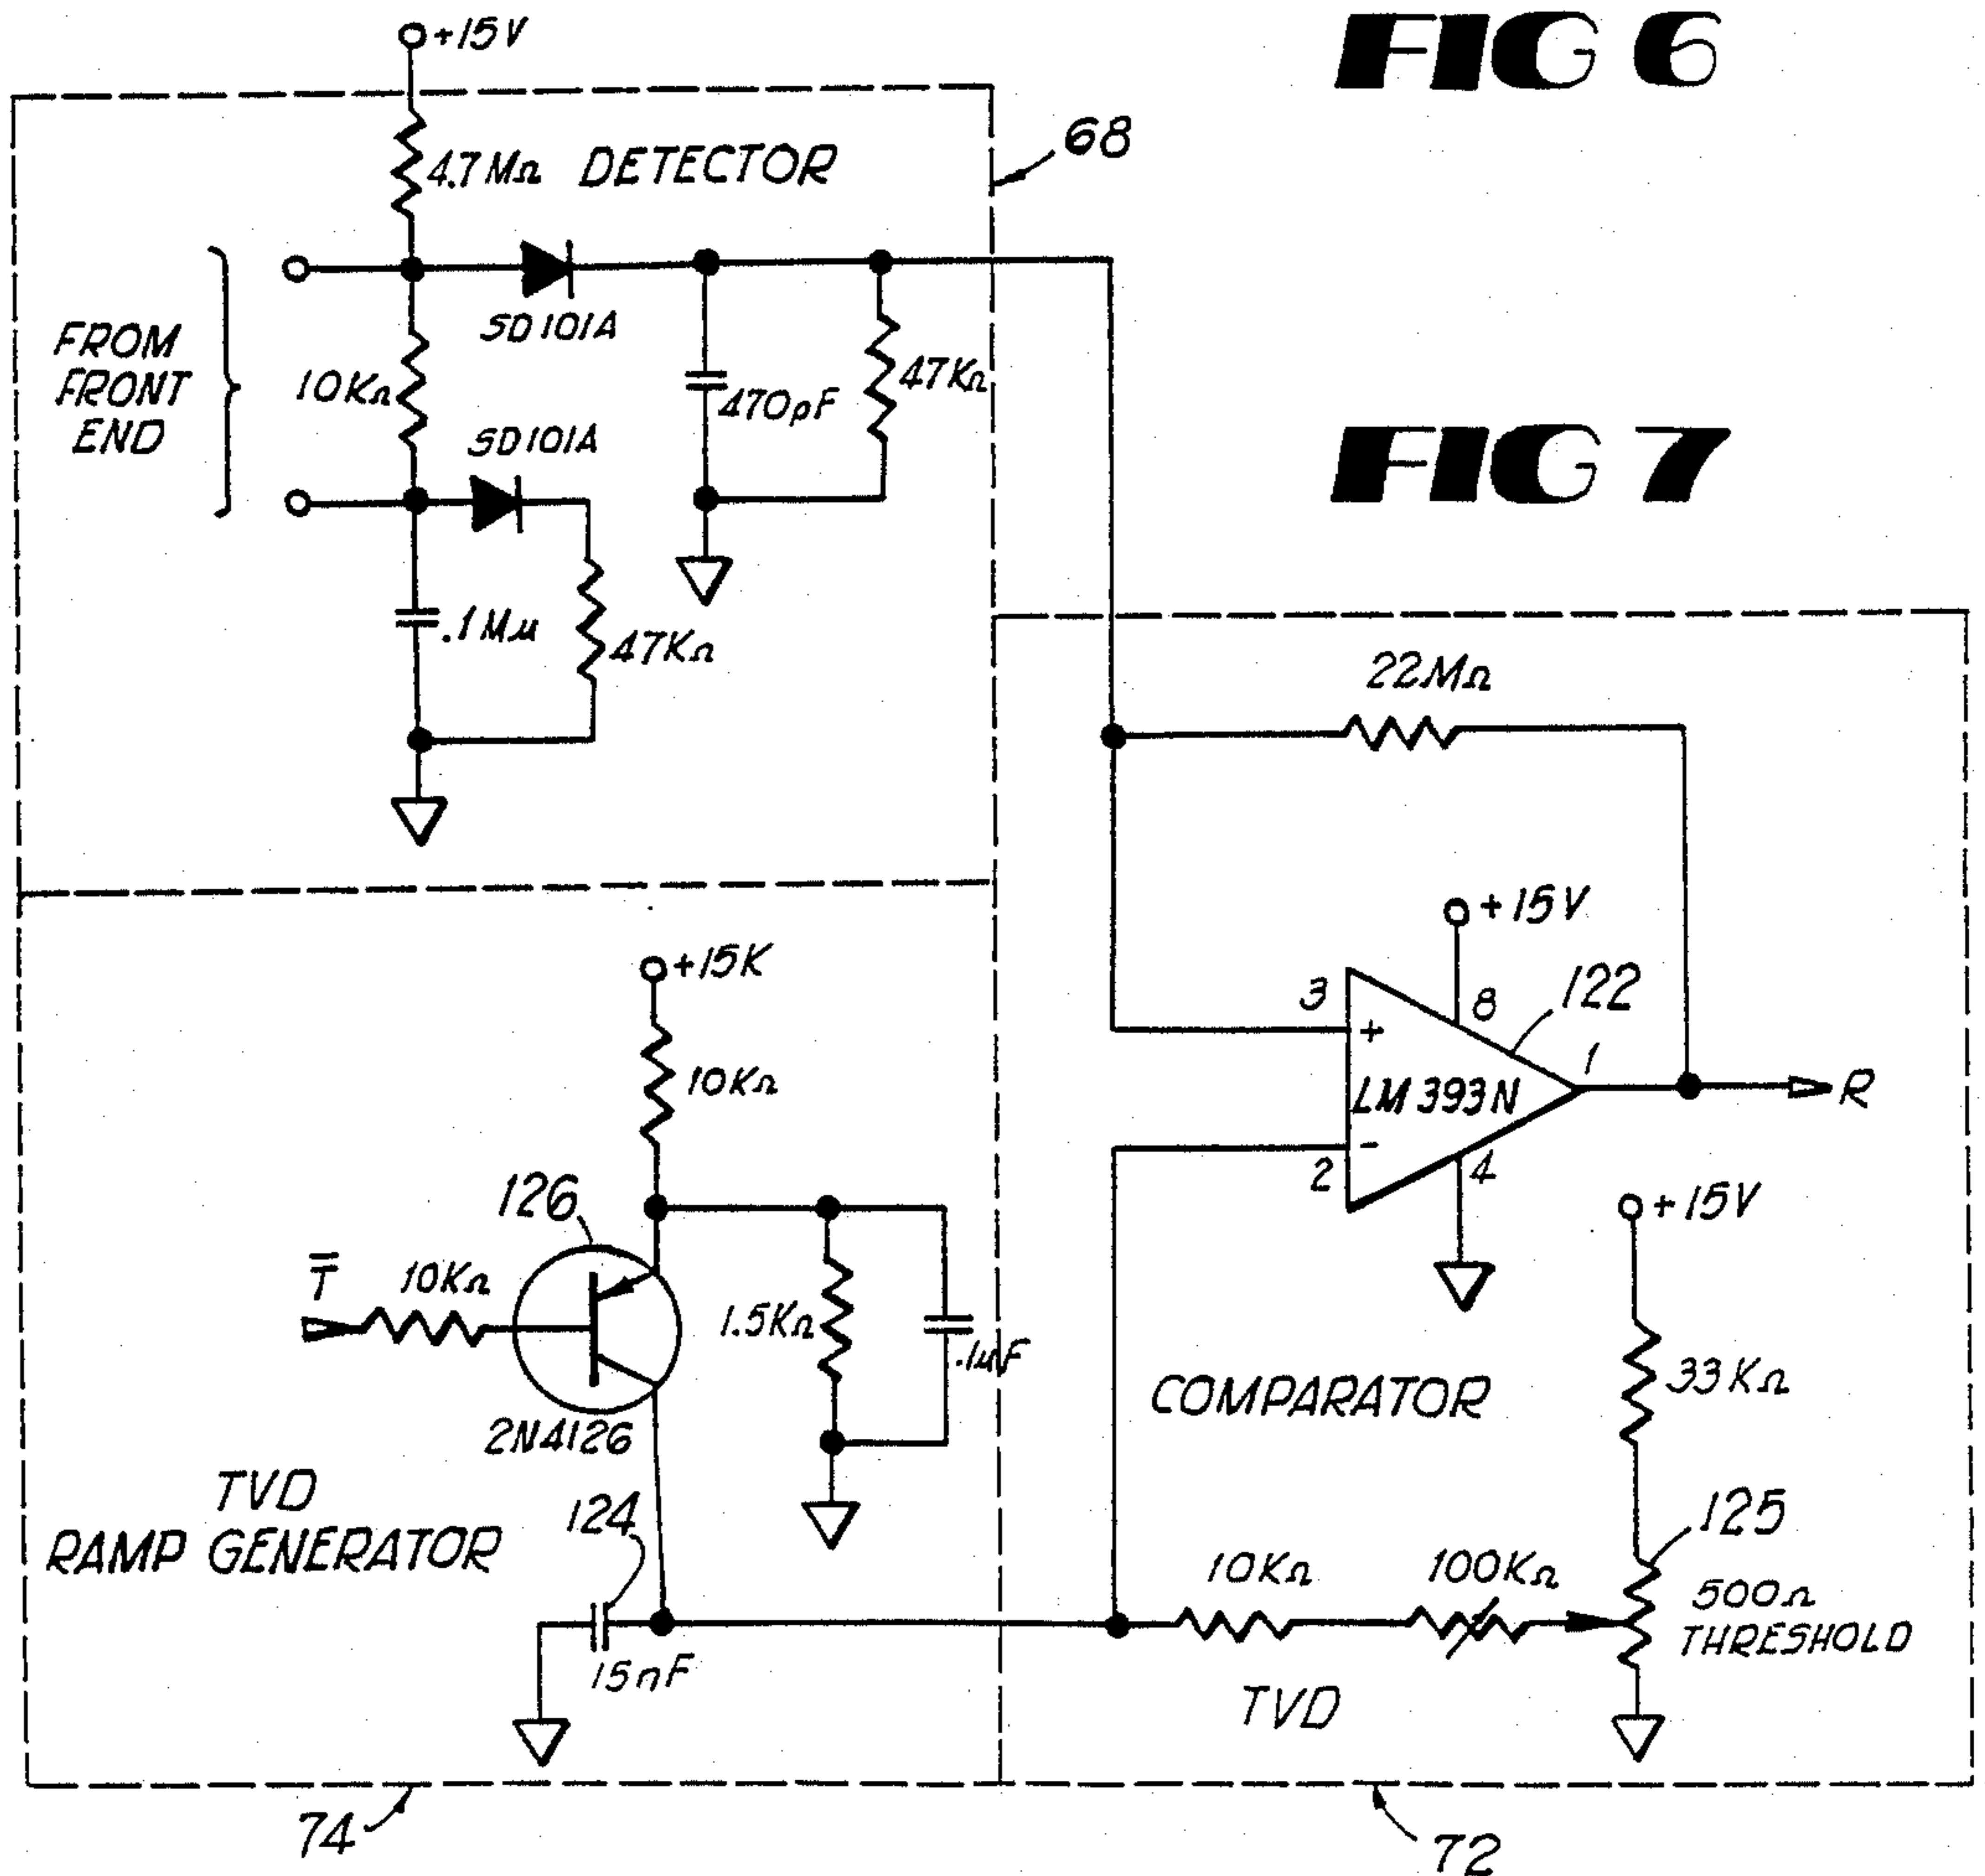 FIG 6
+15V
68
4.7MΩ
DETECTOR
SD101A
FROM
FRONT
END
10KΩ
470pF
47KΩ
SD101A
FIG 7
.1Mμ
47KΩ
22MΩ
+15V
+15K
3
8
122
+
10KΩ
LM393N
1
R
-
2
4
126
+15V
T̅
10KΩ
1.5KΩ
.1μF
33KΩ
COMPARATOR
2N4126
TVD
RAMP GENERATOR
124
125
10KΩ
100KΩ
500Ω
THRESHOLD
15nF
TVD
74
72